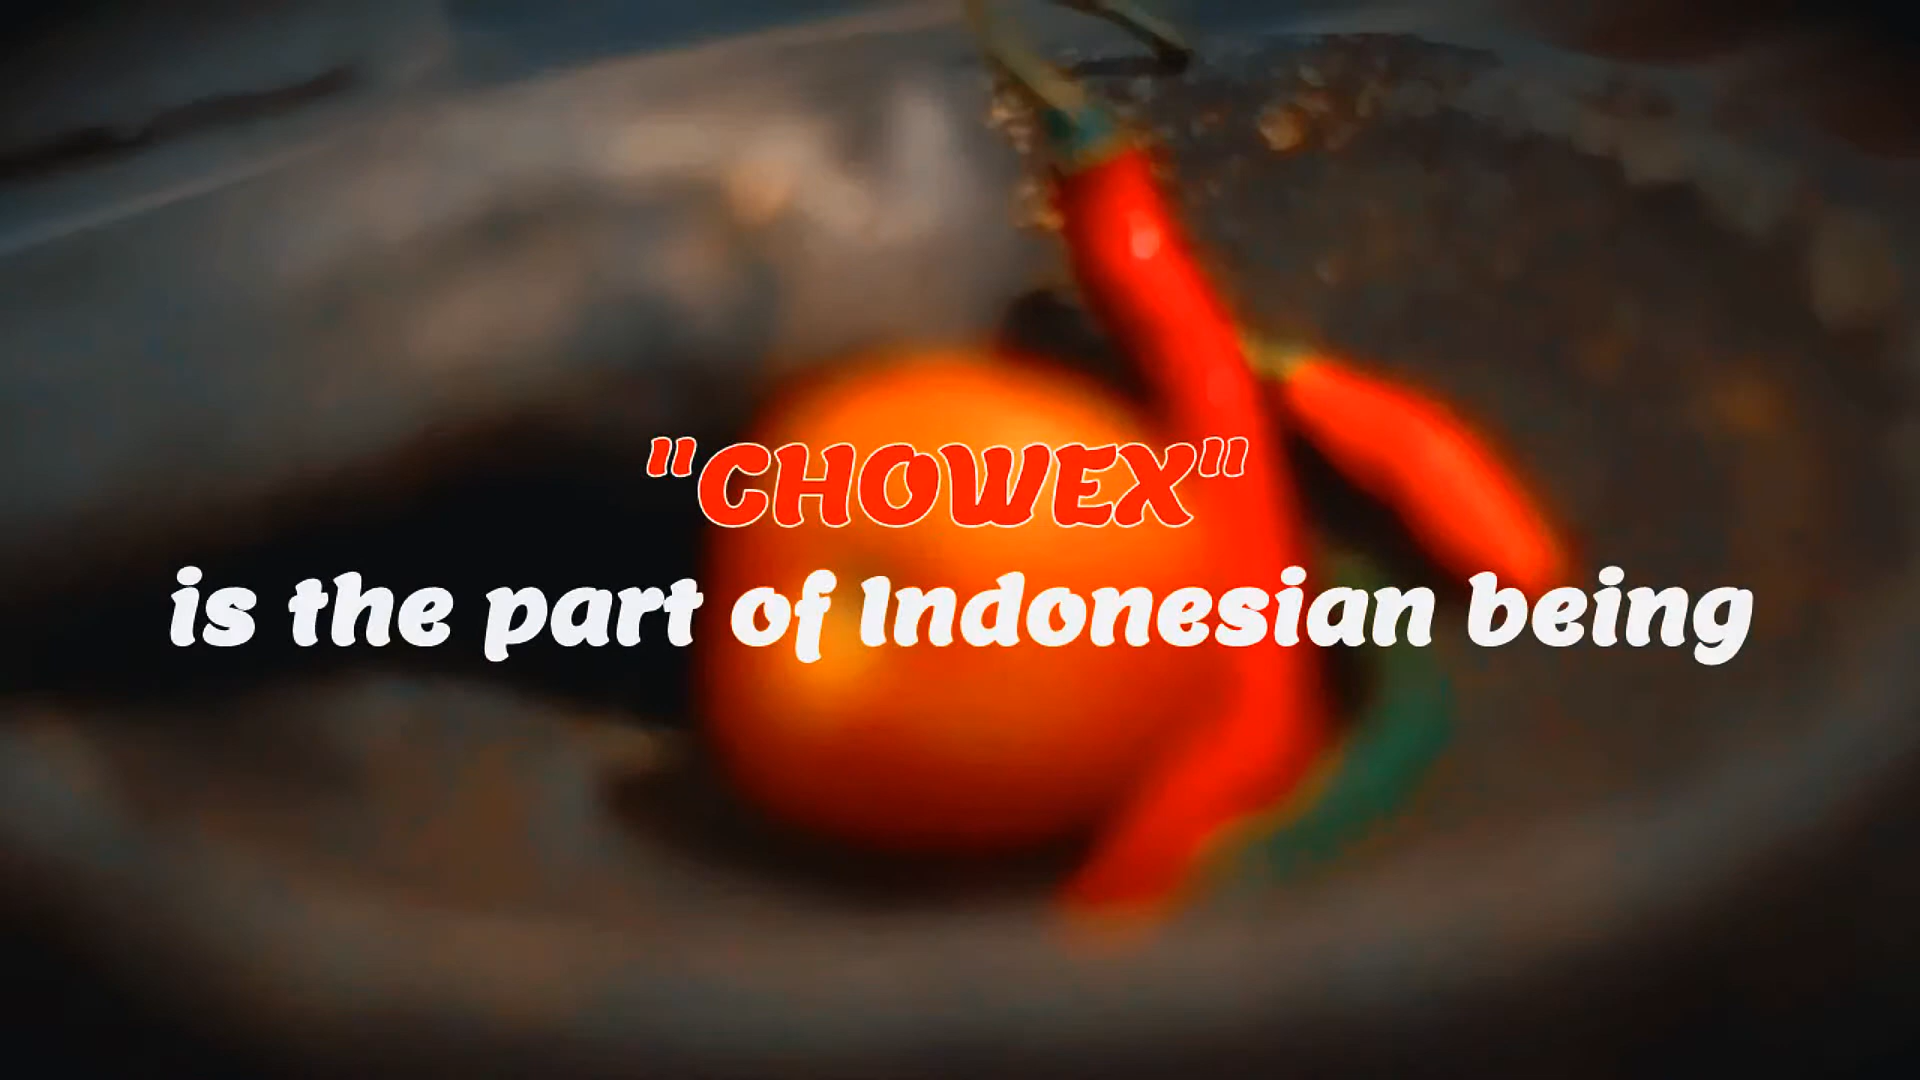 "CHOWEX"
is the part of Indonesian being